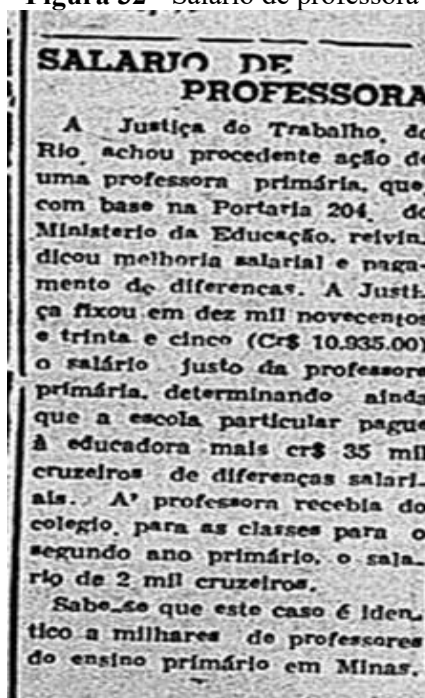 Figura 32 - Salário de professora
SALARIO DE
PROFESSORA
A Justiça do Trabalho, do
Rio, achou procedente ação de
uma professora primária, que,
com base na Portaria 204, do
Ministerio da Educação, reivin.
dicou melhoria salarial e paga-
mento de diferencas. A Justi.
ça fixou em dez mil novecentos
e trinta e cinco (Cr$ 10.935.00)
o salário justo da professora
primária, determinando ainda
que a escola particular pague
à educadora mais cr$ 35 mil
cruzeiros de diferenças salari_
ais. A' professora recebia do
colegio, para as classes para o
segundo ano primário, o sala_
rio de 2 mil cruzeiros.
Sabe_se que este caso é iden_
tico a milhares de professores
do ensino primário em Minas.